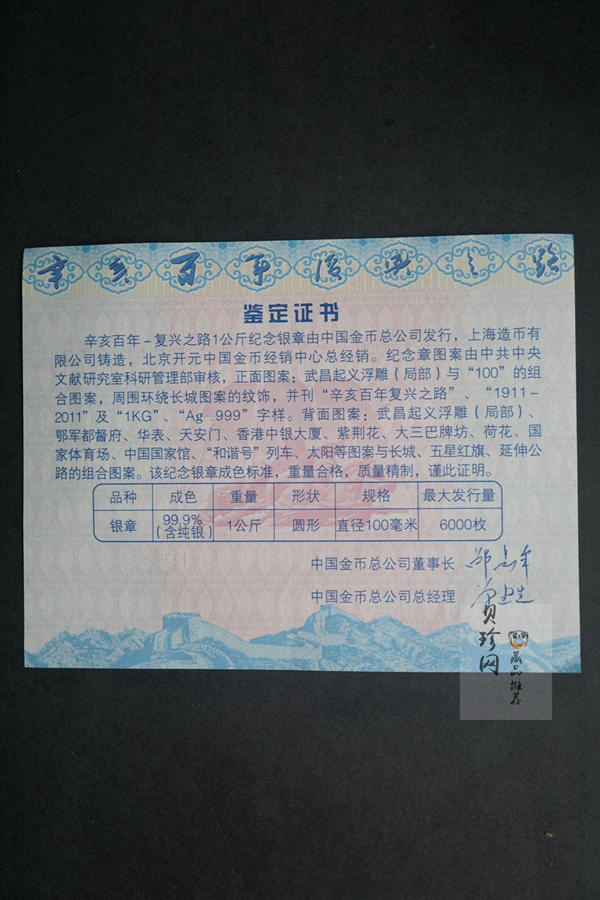 辛亥百年复兴之路
鉴定证书
辛亥百年－复兴之路1公斤纪念银章由中国金币总公司发行，上海造币有
限公司铸造，北京开元中国金币经销中心总经销。纪念章图案由中共中央
文献研究室科研管理部审核，正面图案：武昌起义浮雕（局部）与“100”的组
合图案，周围环绕长城图案的纹饰，并刊“辛亥百年复兴之路”、“1911-
2011”及“1KG”、“Ag .999”字样。背面图案：武昌起义浮雕（局部）、
鄂军都督府、华表、天安门、香港中银大厦、紫荆花、大三巴牌坊、荷花、国
家体育场、中国国家馆、“和谐号”列车、太阳等图案与长城、五星红旗、延伸公
路的组合图案。该纪念银章成色标准，重量合格，质量精制，谨此证明。
品种 成色 重量 形状 规格 最大发行量
银章 99.9%（含纯银） 1公斤 圆形 直径100毫米 6000枚
中国金币总公司董事长
中国金币总公司总经理
贡珍网
藏品推荐